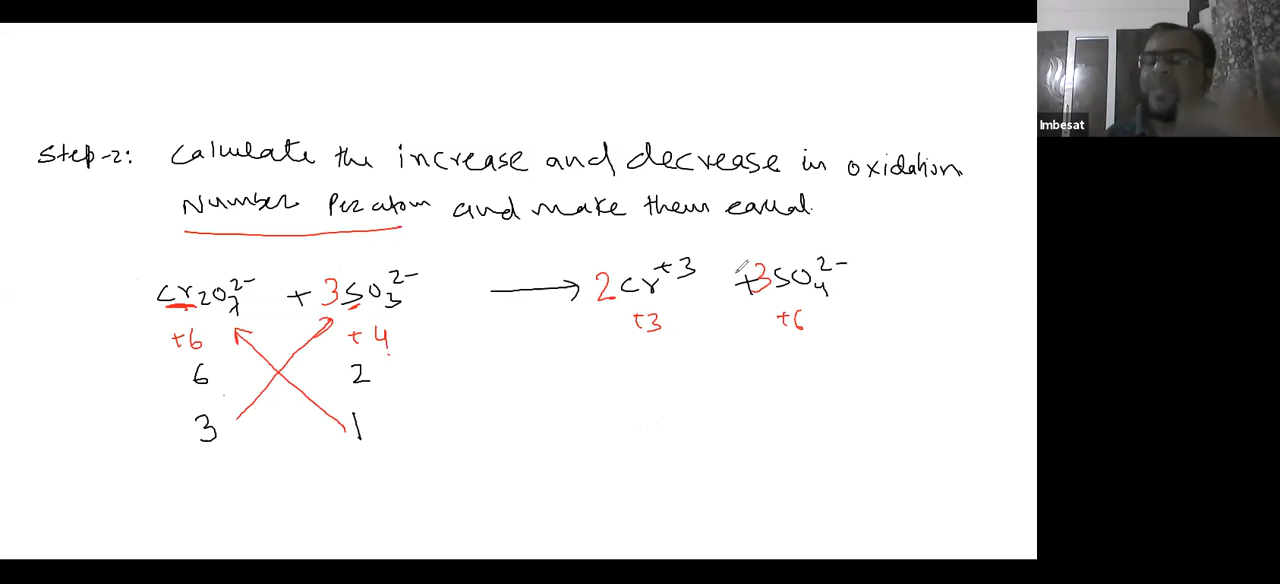 Step-2: Calculate the increase and decrease in oxidation
Number Per atom and make them equal.
Cr2O7^2- + 3SO3^2- ⟶ 2Cr^+3 + 3SO4^2-
+6 +4 +3 +6
6 2
3 1
Imbesat